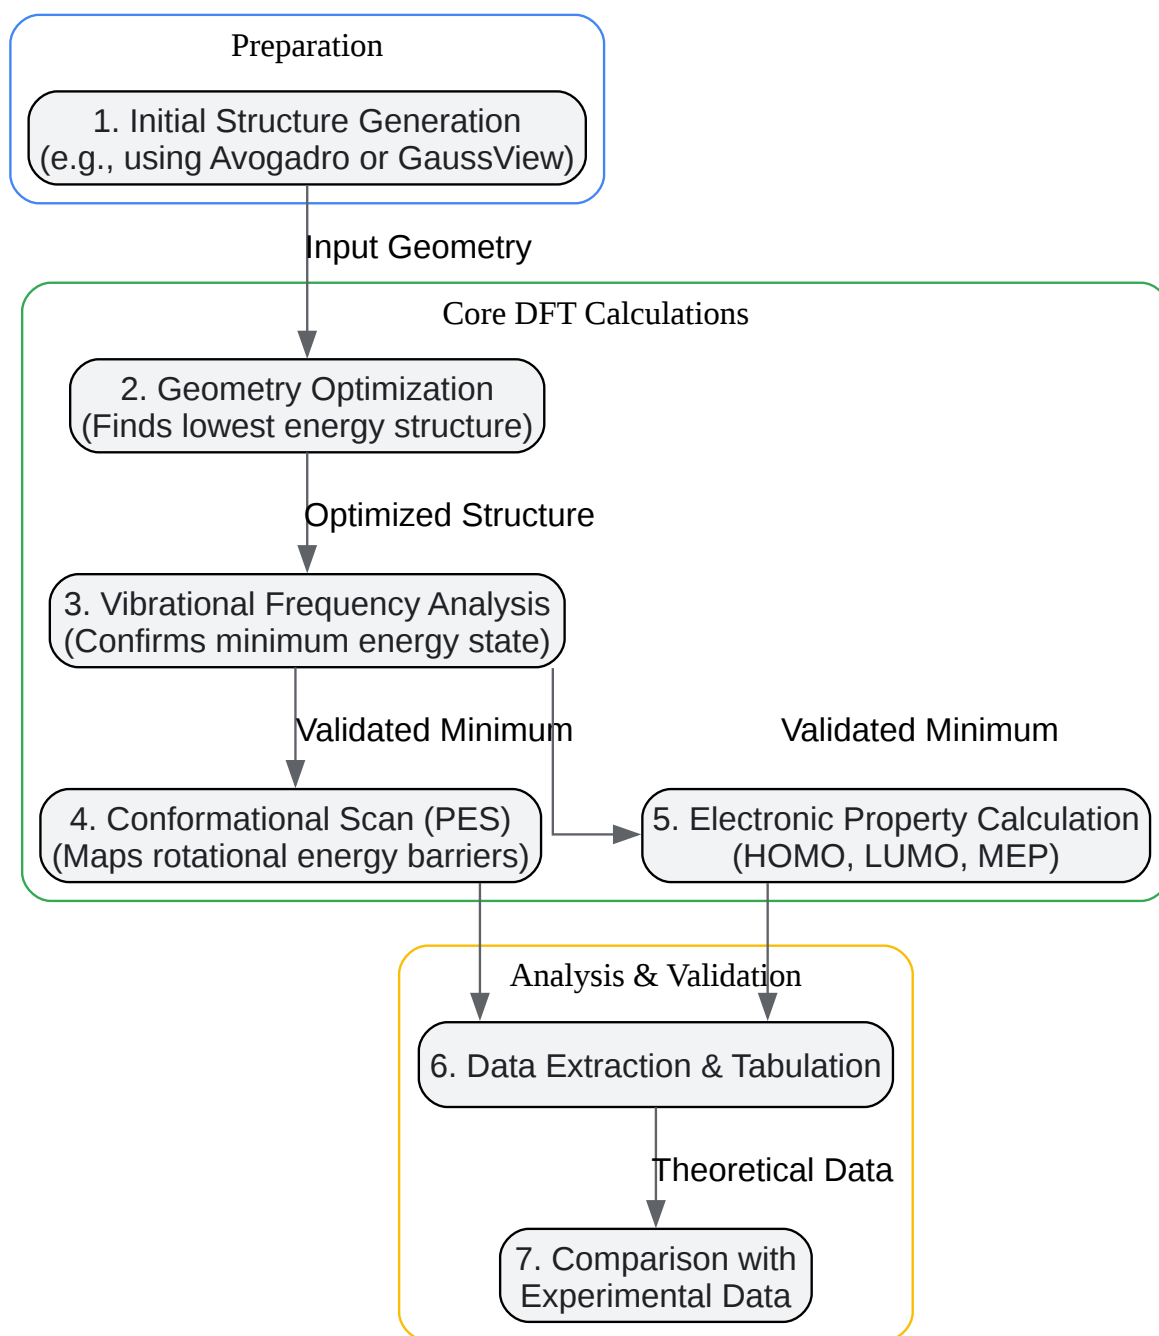 Preparation
1. Initial Structure Generation
(e.g., using Avogadro or GaussView)
Input Geometry
Core DFT Calculations
2. Geometry Optimization
(Finds lowest energy structure)
Optimized Structure
3. Vibrational Frequency Analysis
(Confirms minimum energy state)
Validated Minimum
Validated Minimum
4. Conformational Scan (PES)
(Maps rotational energy barriers)
5. Electronic Property Calculation
(HOMO, LUMO, MEP)
Analysis & Validation
6. Data Extraction & Tabulation
Theoretical Data
7. Comparison with
Experimental Data